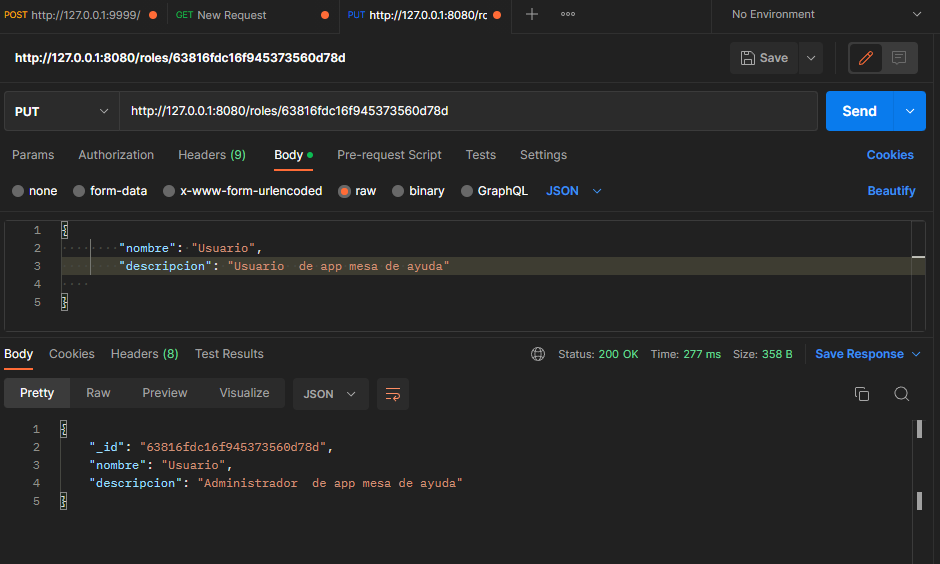 POST http://127.0.0.1:9999/ GET New Request PUT http://127.0.0.1:8080/ro No Environment
http://127.0.0.1:8080/roles/63816fdc16f945373560d78d Save
PUT http://127.0.0.1:8080/roles/63816fdc16f945373560d78d Send
Params Authorization Headers (9) Body Pre-request Script Tests Settings Cookies
none form-data x-www-form-urlencoded raw binary GraphQL JSON Beautify
1 {
2 "nombre": "Usuario",
3 "descripcion": "Usuario  de app mesa de ayuda"
4
5 }
Body Cookies Headers (8) Test Results Status: 200 OK Time: 277 ms Size: 358 B Save Response
Pretty Raw Preview Visualize JSON
1 {
2 "_id": "63816fdc16f945373560d78d",
3 "nombre": "Usuario",
4 "descripcion": "Administrador  de app mesa de ayuda"
5 }